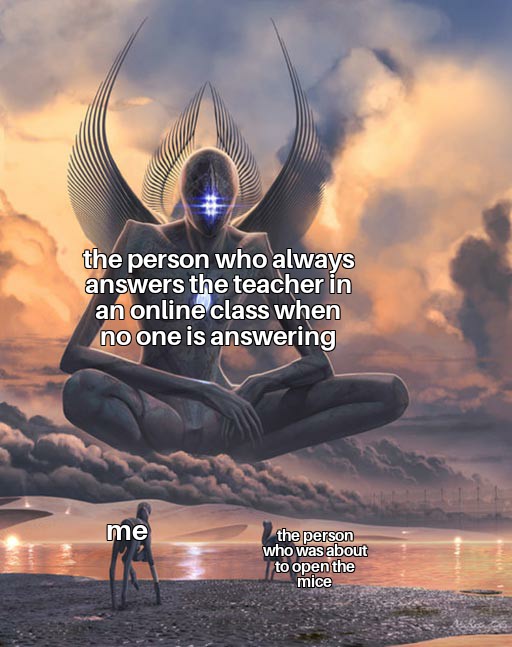 the person who always
answers the teacher in
an online class when
no one is answering
me
the person
who was about
to open the
mice